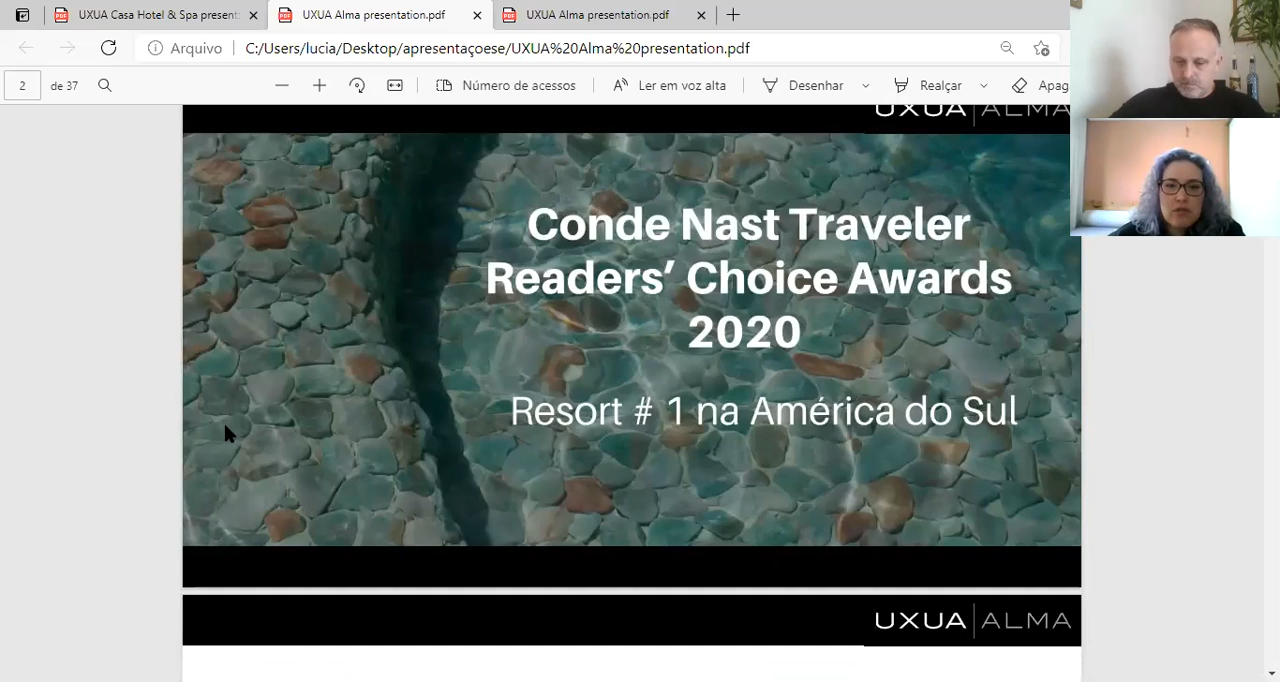 UXUA Casa Hotel & Spa present
UXUA Alma presentation.pdf
UXUA Alma presentation.pdf
Arquivo
C:/Users/lucia/Desktop/apresentaçoese/UXUA%20Alma%20presentation.pdf
2 de 37
Número de acessos
Ler em voz alta
Desenhar
Realçar
Apag
UXUA ALMA
Conde Nast Traveler
Readers’ Choice Awards
2020
Resort # 1 na América do Sul
UXUA ALMA